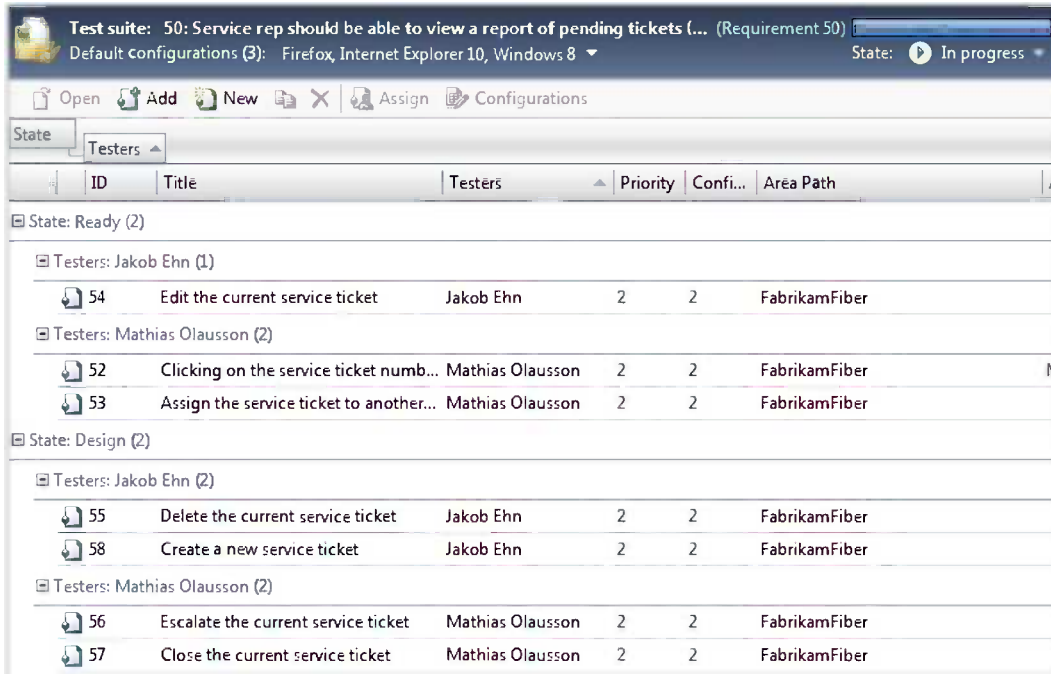 Test suite: 50: Service rep should be able to view a report of pending tickets (... (Requirement 50)
Default configurations (3): Firefox, Internet Explorer 10, Windows 8 State: In progress
Open Add New Assign Configurations
State
Testers
ID Title Testers Priority Confi... Area Path
State: Ready (2)
Testers: Jakob Ehn (1)
54 Edit the current service ticket Jakob Ehn 2 2 FabrikamFiber
Testers: Mathias Olausson (2)
52 Clicking on the service ticket numb... Mathias Olausson 2 2 FabrikamFiber
53 Assign the service ticket to another... Mathias Olausson 2 2 FabrikamFiber
State: Design (2)
Testers: Jakob Ehn (2)
55 Delete the current service ticket Jakob Ehn 2 2 FabrikamFiber
58 Create a new service ticket Jakob Ehn 2 2 FabrikamFiber
Testers: Mathias Olausson (2)
56 Escalate the current service ticket Mathias Olausson 2 2 FabrikamFiber
57 Close the current service ticket Mathias Olausson 2 2 FabrikamFiber